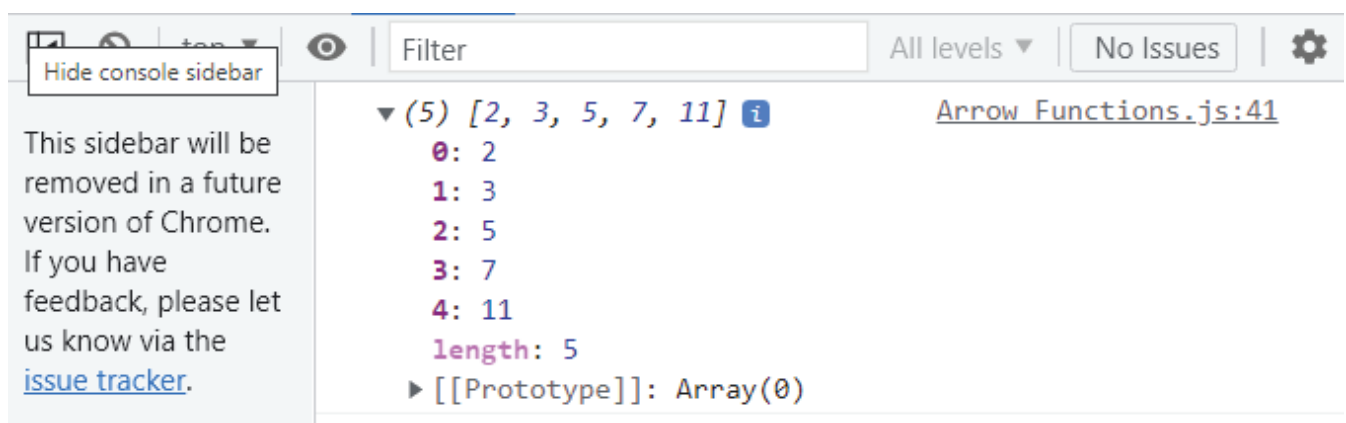 top ▼ Filter All levels ▼ No Issues
Hide console sidebar
This sidebar will be
removed in a future
version of Chrome.
If you have
feedback, please let
us know via the
issue tracker.
▼ (5) [2, 3, 5, 7, 11] i Arrow Functions.js:41
0: 2
1: 3
2: 5
3: 7
4: 11
length: 5
▶ [[Prototype]]: Array(0)